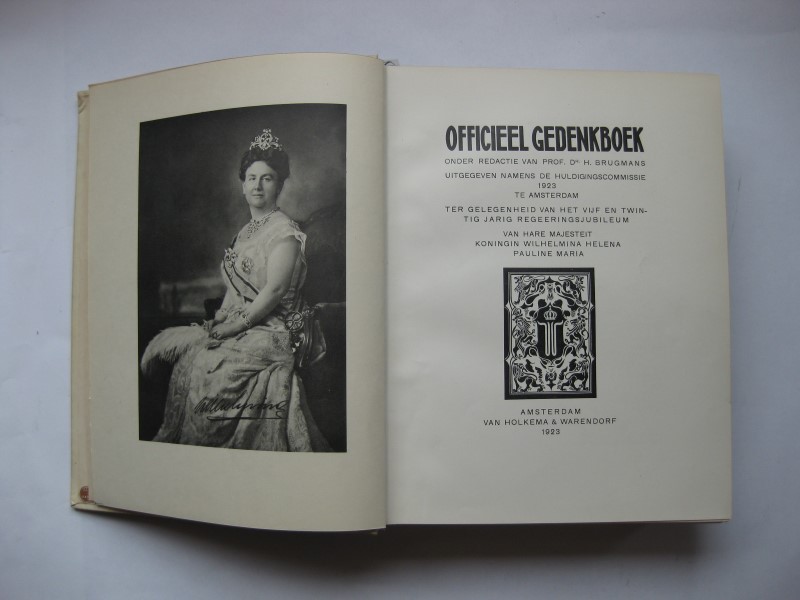 Wilhelmina
OFFICIEEL GEDENKBOEK
ONDER REDACTIE VAN PROF. DR H. BRUGMANS
UITGEGEVEN NAMENS DE HULDIGINGSCOMMISSIE
1923
TE AMSTERDAM
TER GELEGENHEID VAN HET VIJF EN TWIN-
TIG JARIG REGEERINGSJUBILEUM
VAN HARE MAJESTEIT
KONINGIN WILHELMINA HELENA
PAULINE MARIA
AMSTERDAM
VAN HOLKEMA & WARENDORF
1923